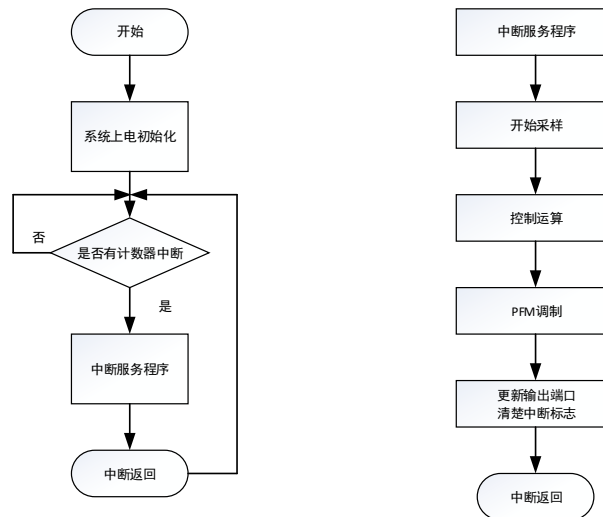 开始
系统上电初始化
否
是否有计数器中断
是
中断服务程序
中断返回
中断服务程序
开始采样
控制运算
PFM调制
更新输出端口
清楚中断标志
中断返回